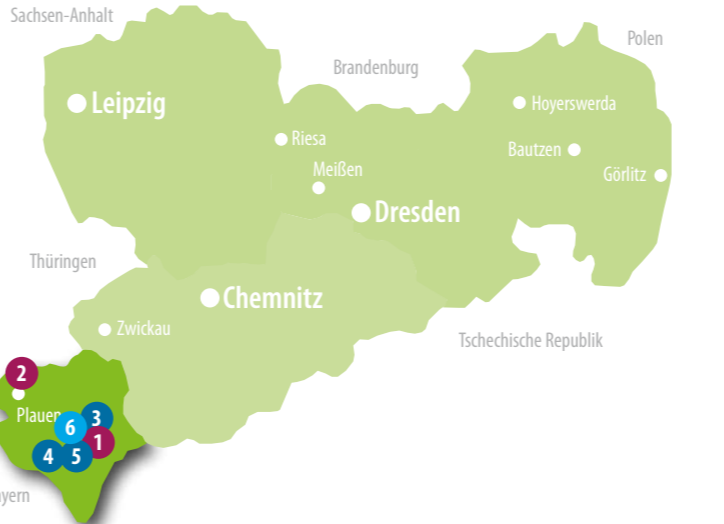 Sachsen-Anhalt
Polen
Brandenburg
Leipzig
Hoyerswerda
Riesa
Bautzen
Meißen
Görlitz
Dresden
Thüringen
Chemnitz
Zwickau
Tschechische Republik
2
Plauen
3
6
1
4
5
ayern